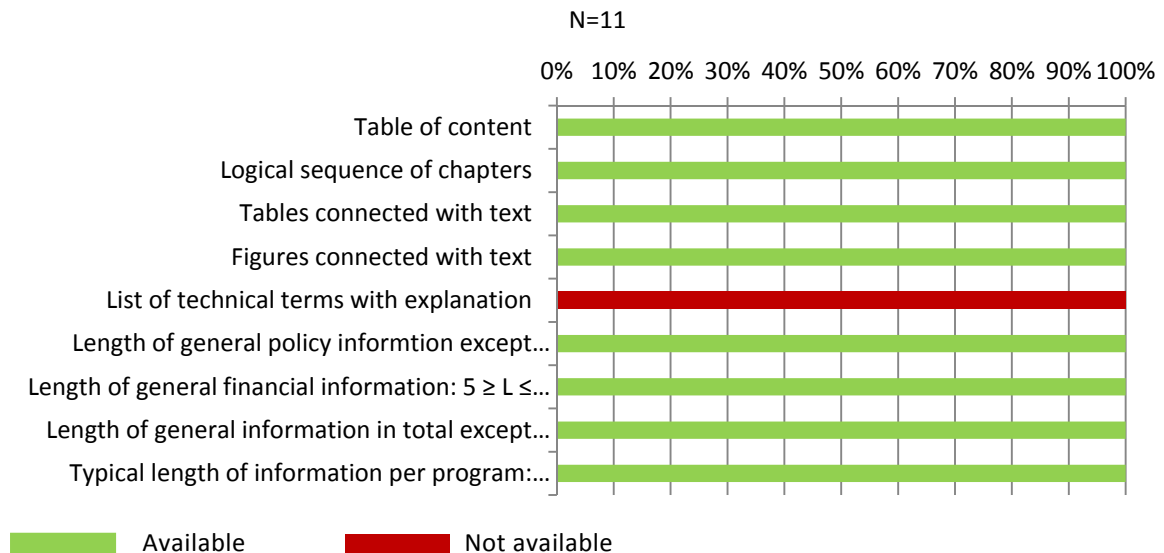 N=11
0% 10% 20% 30% 40% 50% 60% 70% 80% 90% 100%
Table of content
Logical sequence of chapters
Tables connected with text
Figures connected with text
List of technical terms with explanation
Length of general policy informtion except...
Length of general financial information: 5 ≥ L ≤...
Length of general information in total except...
Typical length of information per program:...
Available Not available